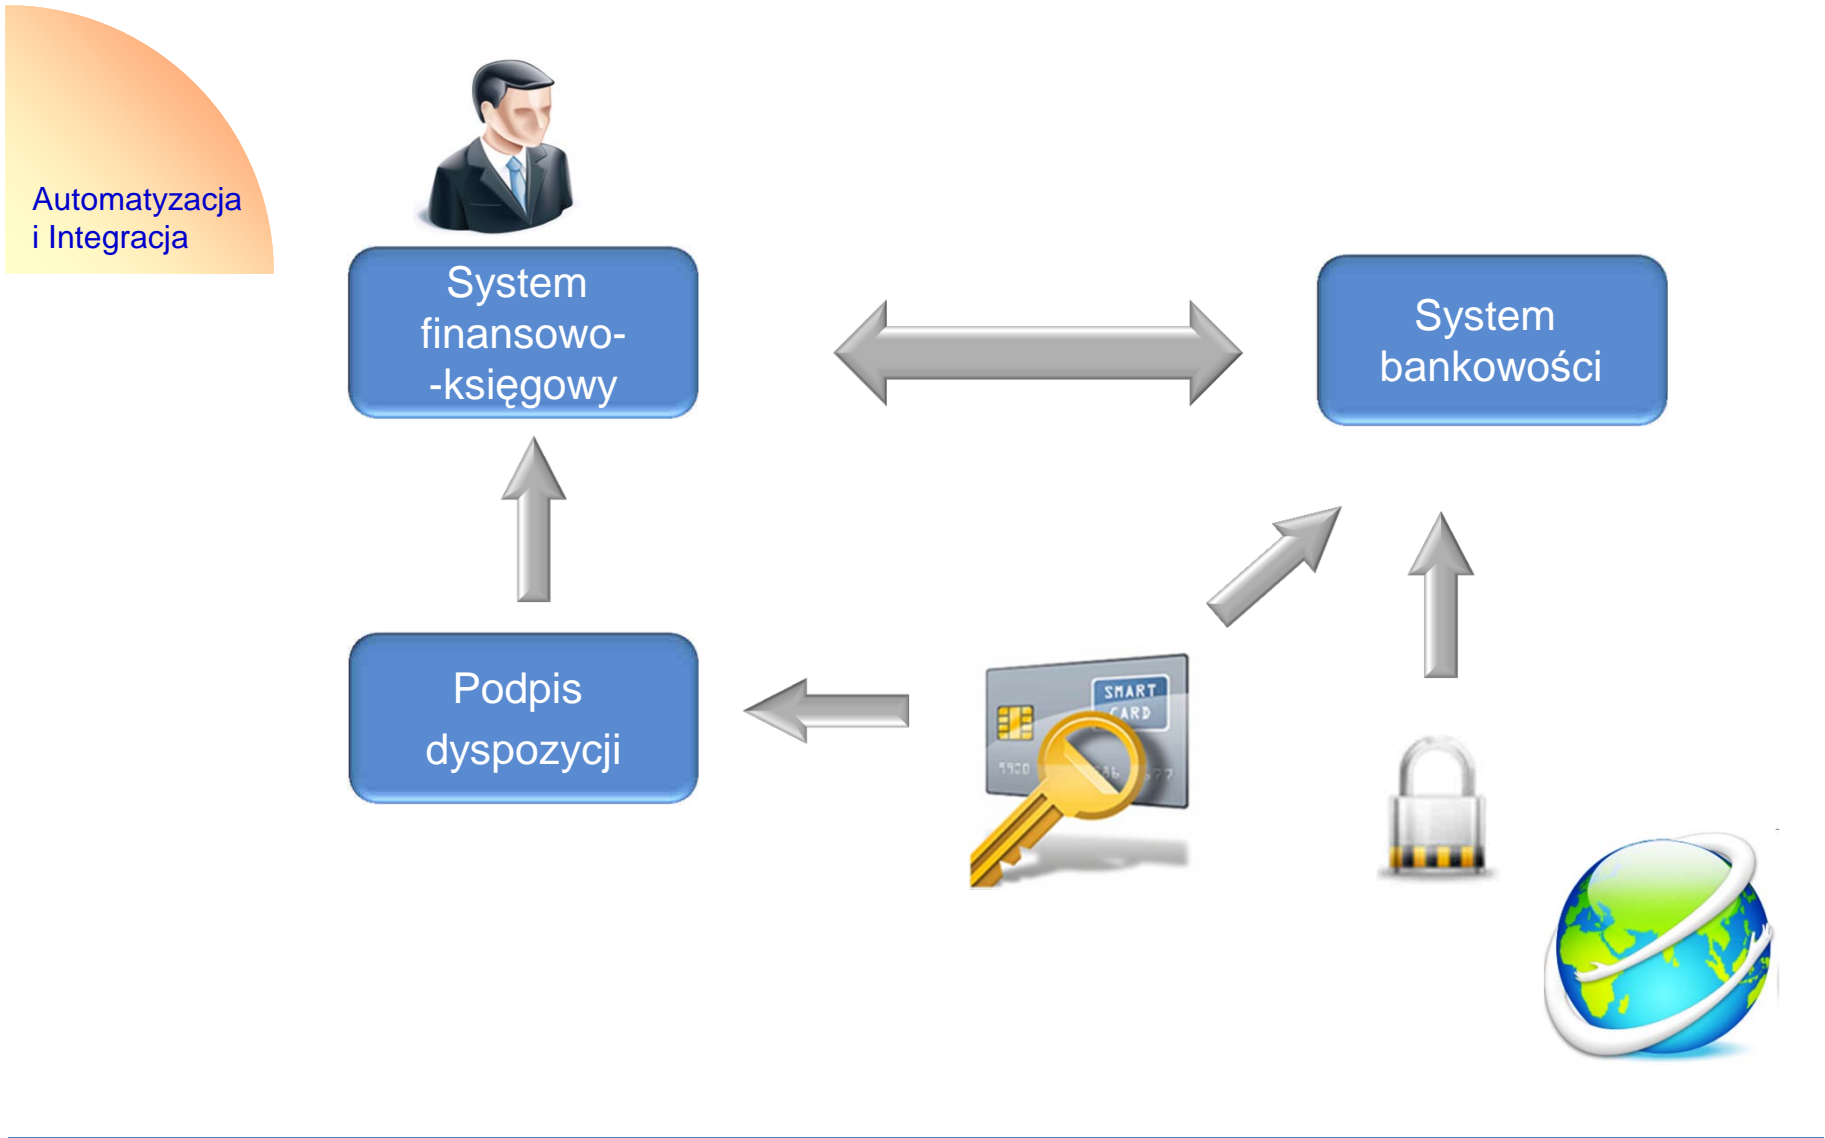 Automatyzacja
i Integracja
System
finansowo-
-księgowy
System
bankowości
Podpis
dyspozycji
SMART
CARD